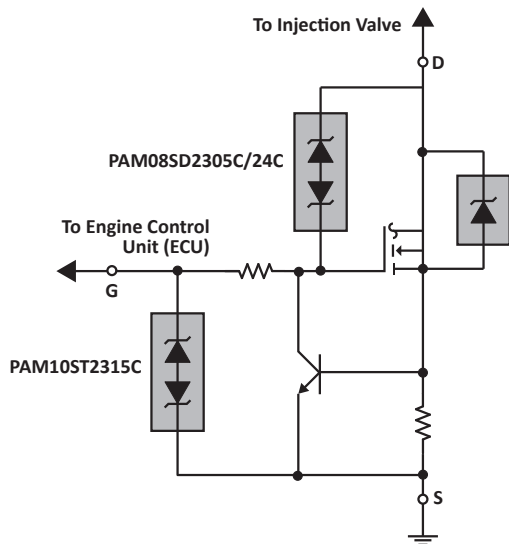 To Injection Valve
D
PAM08SD2305C/24C
To Engine Control
Unit (ECU)
G
PAM10ST2315C
S